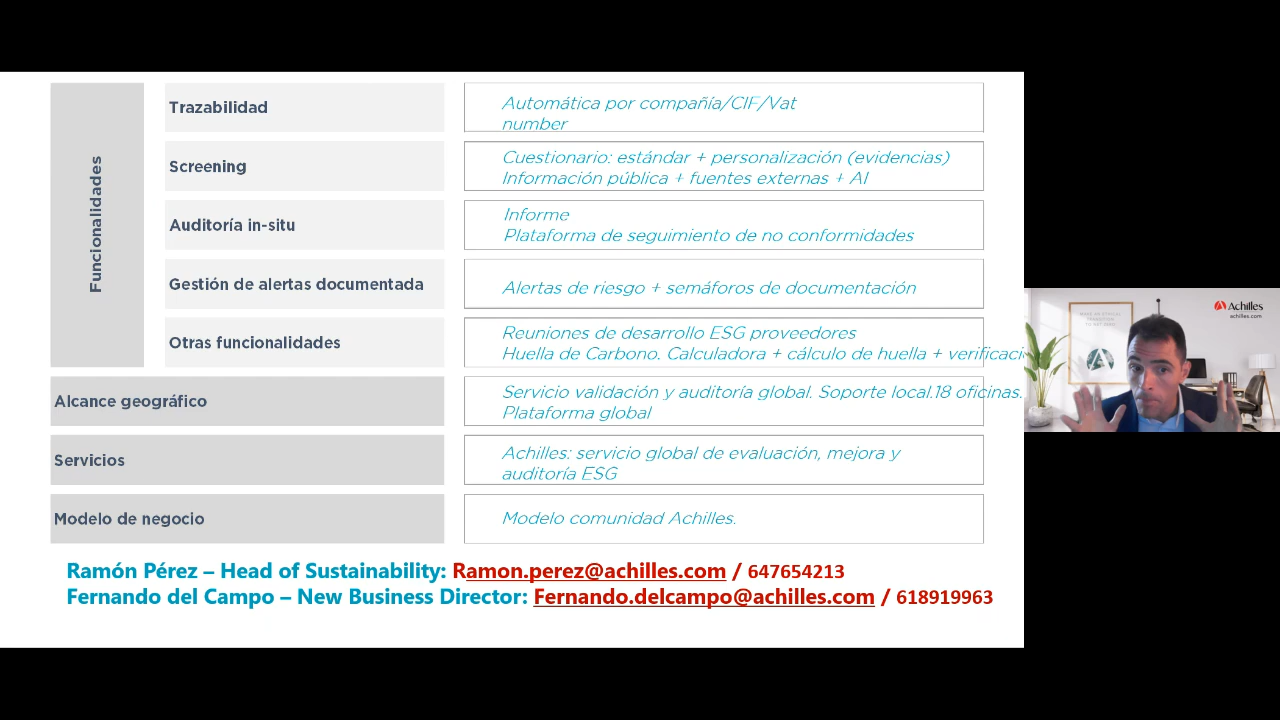 Funcionalidades
Trazabilidad
Automática por compañía/CIF/Vat
number
Screening
Cuestionario: estándar + personalización (evidencias)
Información pública + fuentes externas + AI
Auditoría in-situ
Informe
Plataforma de seguimiento de no conformidades
Gestión de alertas documentada
Alertas de riesgo + semáforos de documentación
Otras funcionalidades
Reuniones de desarrollo ESG proveedores
Huella de Carbono. Calculadora + cálculo de huella + verificaci
Alcance geográfico
Servicio validación y auditoría global. Soporte local.18 oficinas.
Plataforma global
Servicios
Achilles: servicio global de evaluación, mejora y
auditoría ESG
Modelo de negocio
Modelo comunidad Achilles.
Ramón Pérez – Head of Sustainability: Ramon.perez@achilles.com / 647654213
Fernando del Campo – New Business Director: Fernando.delcampo@achilles.com / 618919963
Achilles
achilles.com